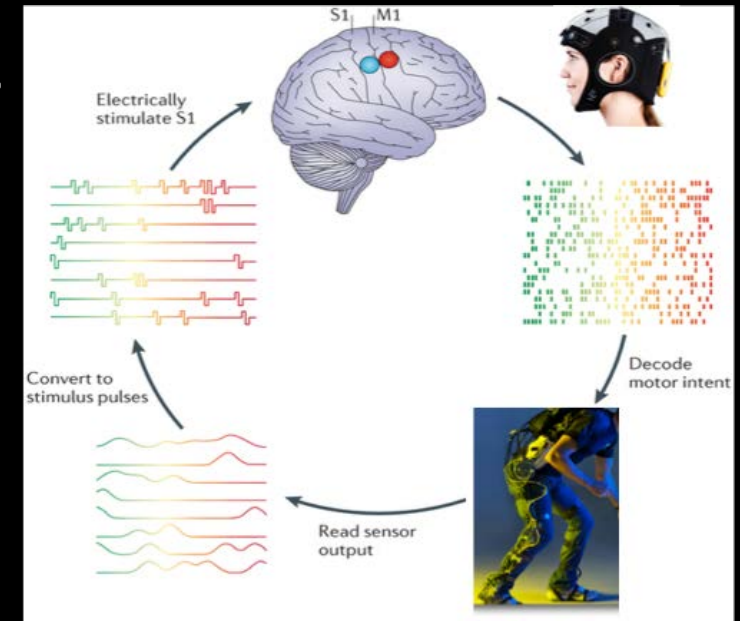 S1 M1
Electrically
stimulate S1
Decode
motor intent
Convert to
stimulus pulses
Read sensor
output